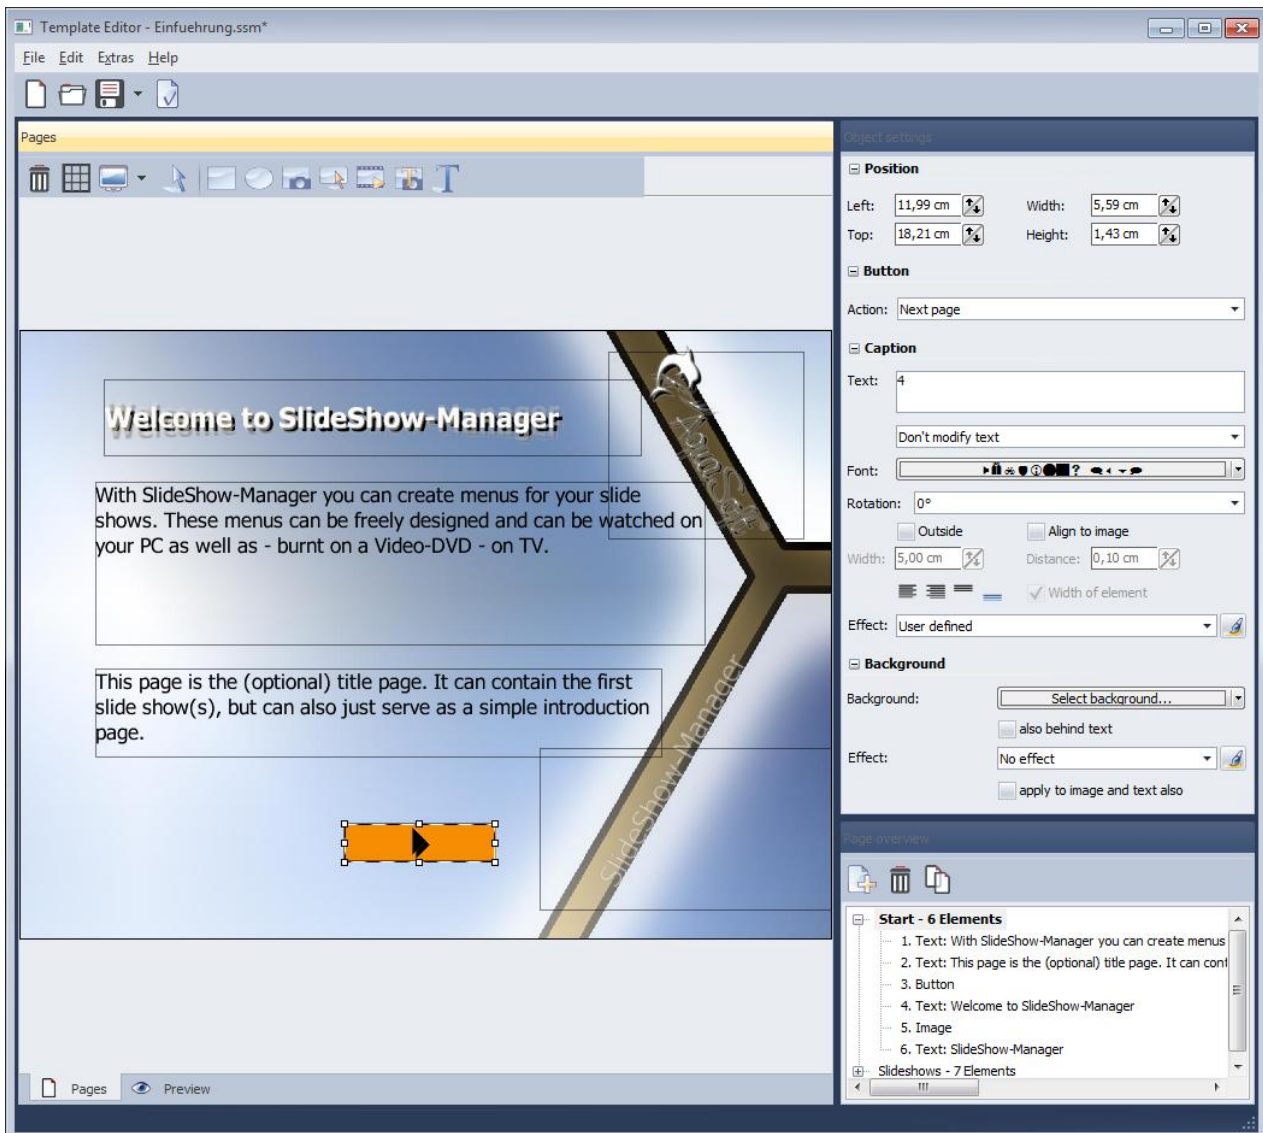 Template Editor - Einfuehrung.ssm*
File Edit Extras Help
Pages
Welcome to SlideShow-Manager
AquaSoft
With SlideShow-Manager you can create menus for your slide
shows. These menus can be freely designed and can be watched on
your PC as well as - burnt on a Video-DVD - on TV.
This page is the (optional) title page. It can contain the first
slide show(s), but can also just serve as a simple introduction
page.
SlideShow-Manager
Pages Preview
Object settings
Position
Left: 11,99 cm Width: 5,59 cm
Top: 18,21 cm Height: 1,43 cm
Button
Action: Next page
Caption
Text: 4
Don't modify text
Font:
Rotation: 0°
Outside Align to image
Width: 5,00 cm Distance: 0,10 cm
Width of element
Effect: User defined
Background
Background: Select background...
also behind text
Effect: No effect
apply to image and text also
Page overview
Start - 6 Elements
1. Text: With SlideShow-Manager you can create menus
2. Text: This page is the (optional) title page. It can cont
3. Button
4. Text: Welcome to SlideShow-Manager
5. Image
6. Text: SlideShow-Manager
Slideshows - 7 Elements